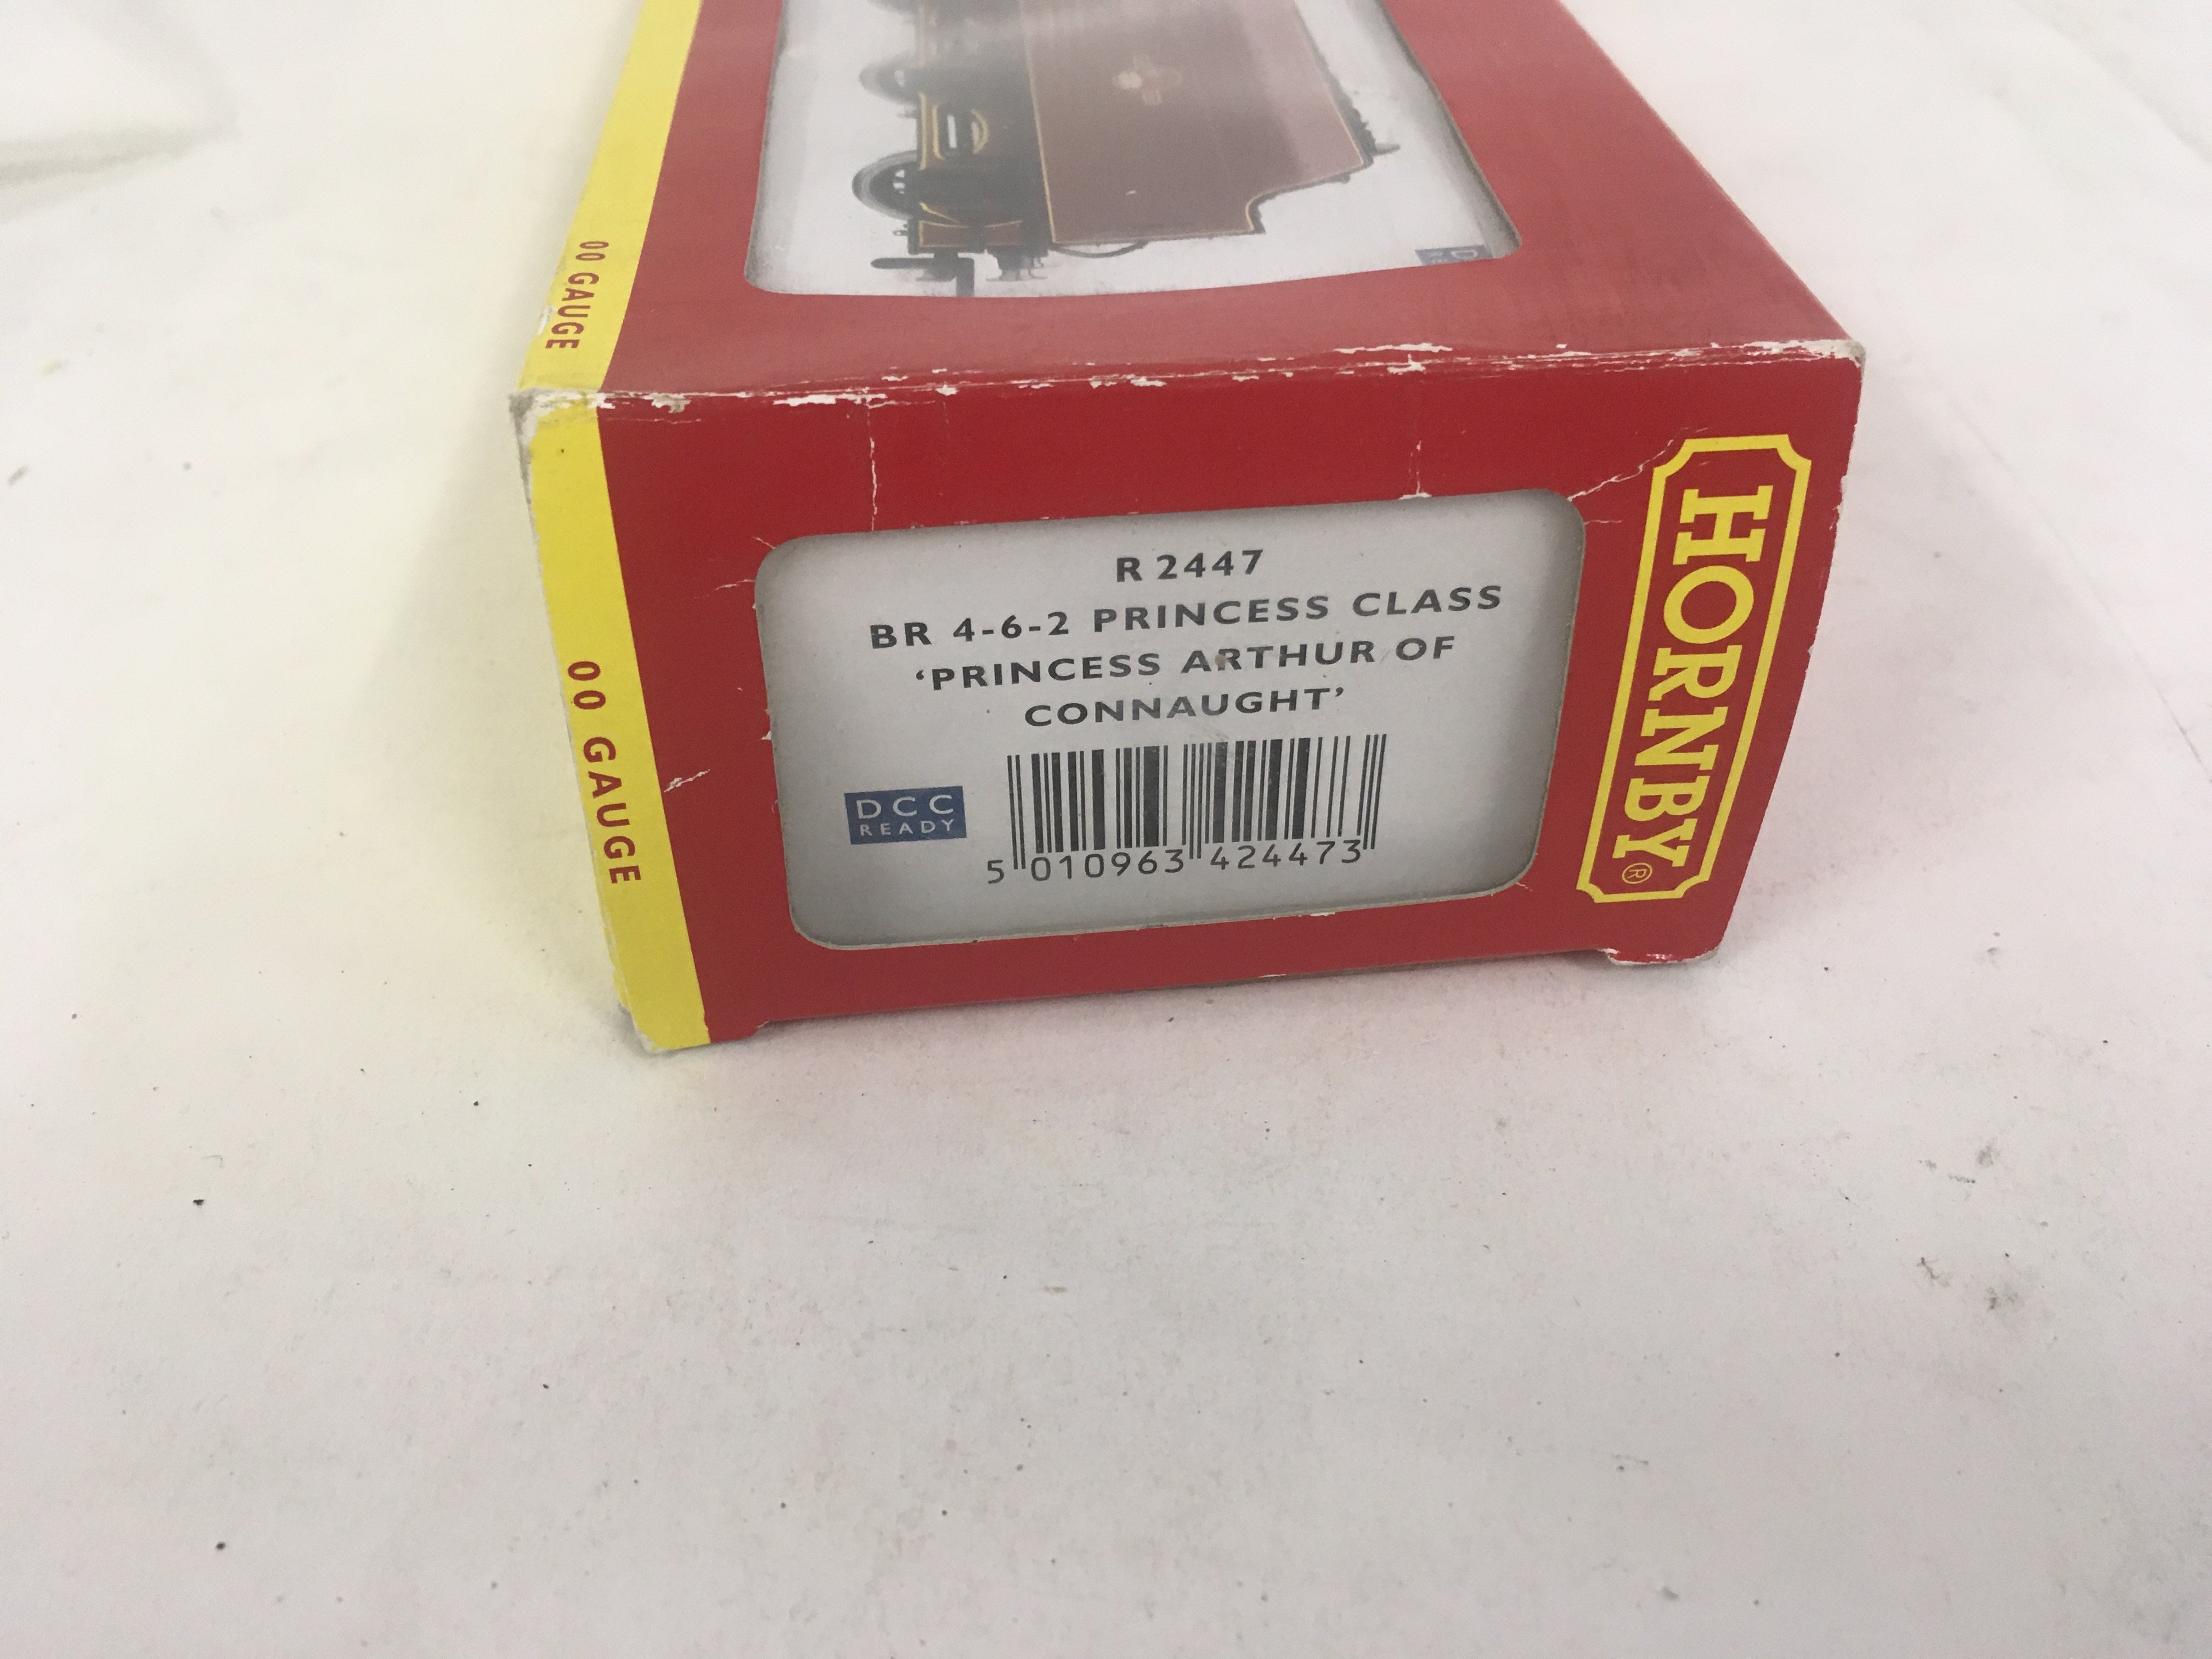 00 GAUGE
00 GAUGE
R 2447
BR 4-6-2 PRINCESS CLASS
‘PRINCESS ARTHUR OF
CONNAUGHT’
DCC
READY
5 010963 424473
HORNBY®